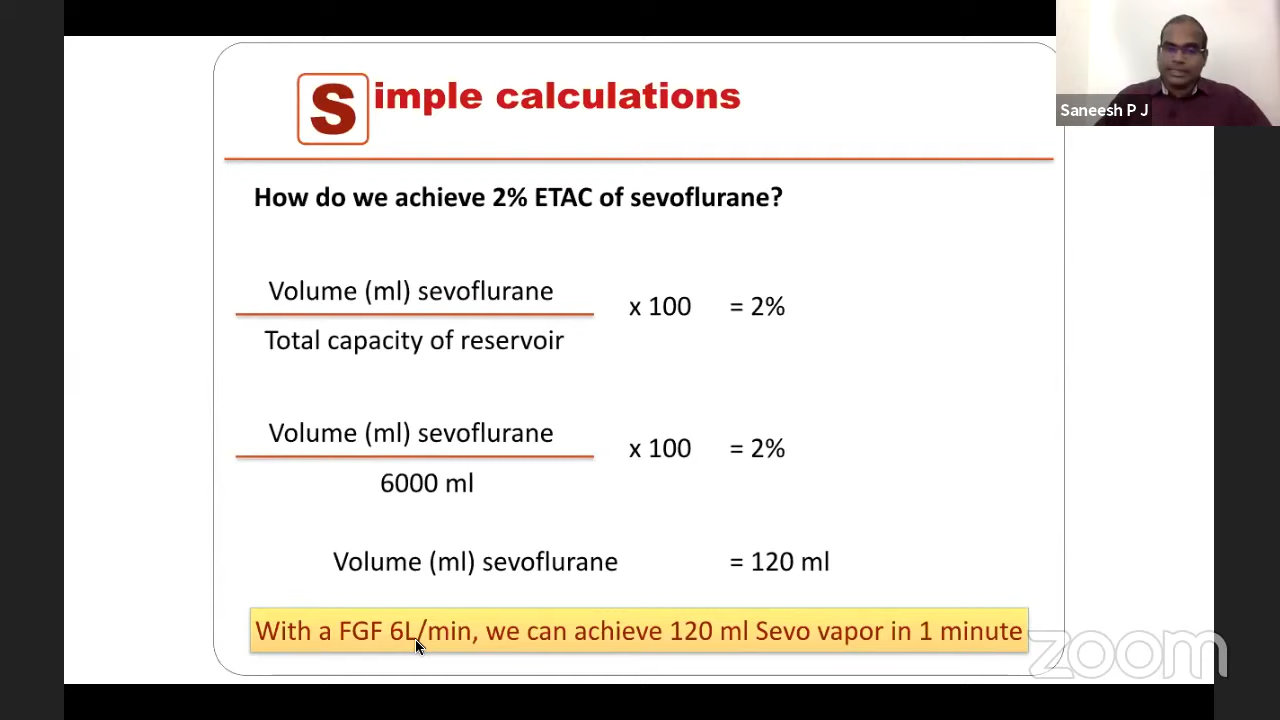 Simple calculations
Saneesh P J
How do we achieve 2% ETAC of sevoflurane?
Volume (ml) sevoflurane
x 100 = 2%
Total capacity of reservoir
Volume (ml) sevoflurane
x 100 = 2%
6000 ml
Volume (ml) sevoflurane = 120 ml
With a FGF 6L/min, we can achieve 120 ml Sevo vapor in 1 minute
zoom